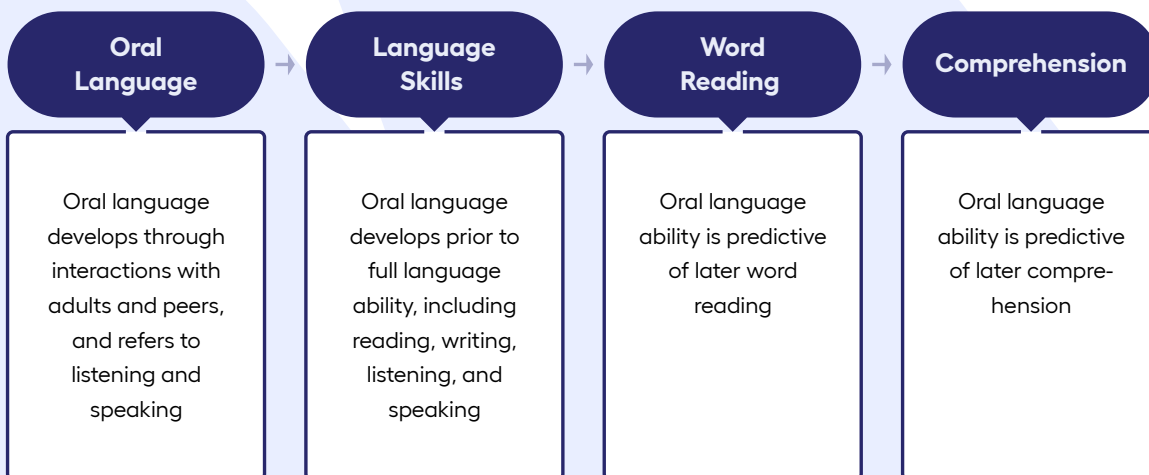 Oral
Language
Language
Skills
Word
Reading
Comprehension
Oral language
develops through
interactions with
adults and peers,
and refers to
listening and
speaking
Oral language
develops prior to
full language
ability, including
reading, writing,
listening, and
speaking
Oral language
ability is predictive
of later word
reading
Oral language
ability is predictive
of later compre-
hension